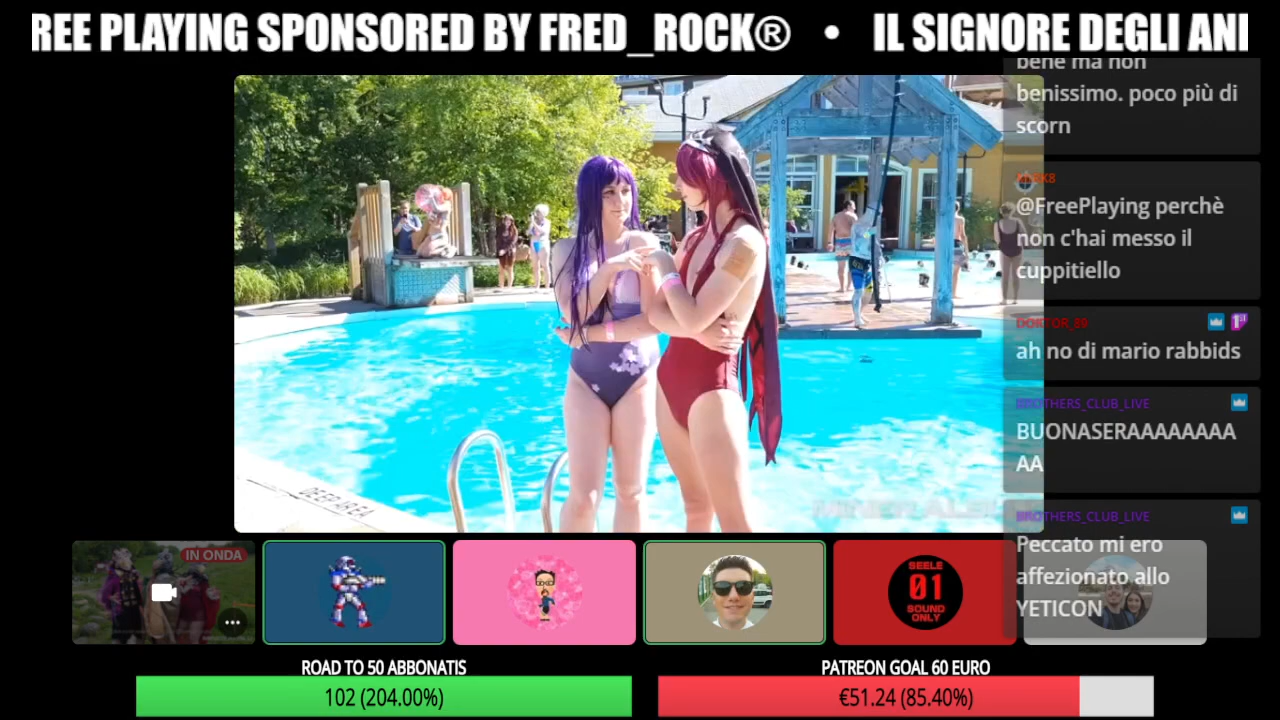 REE PLAYING SPONSORED BY FRED_ROCK® • IL SIGNORE DEGLI ANI
bene ma non
benissimo. poco più di
scorn
@FreePlaying perchè
non c'hai messo il
cuppitiello
DOKTOR_89
ah no di mario rabbids
BROTHERS_CLUB_LIVE
BUONASERAAAAAAAA
AA
BROTHERS_CLUB_LIVE
Peccato mi ero
affezionato allo
YETICON
DEEP AREA
IN ONDA
SEELE
01
SOUND
ONLY
ROAD TO 50 ABBONATIS
102 (204.00%)
PATREON GOAL 60 EURO
€51.24 (85.40%)